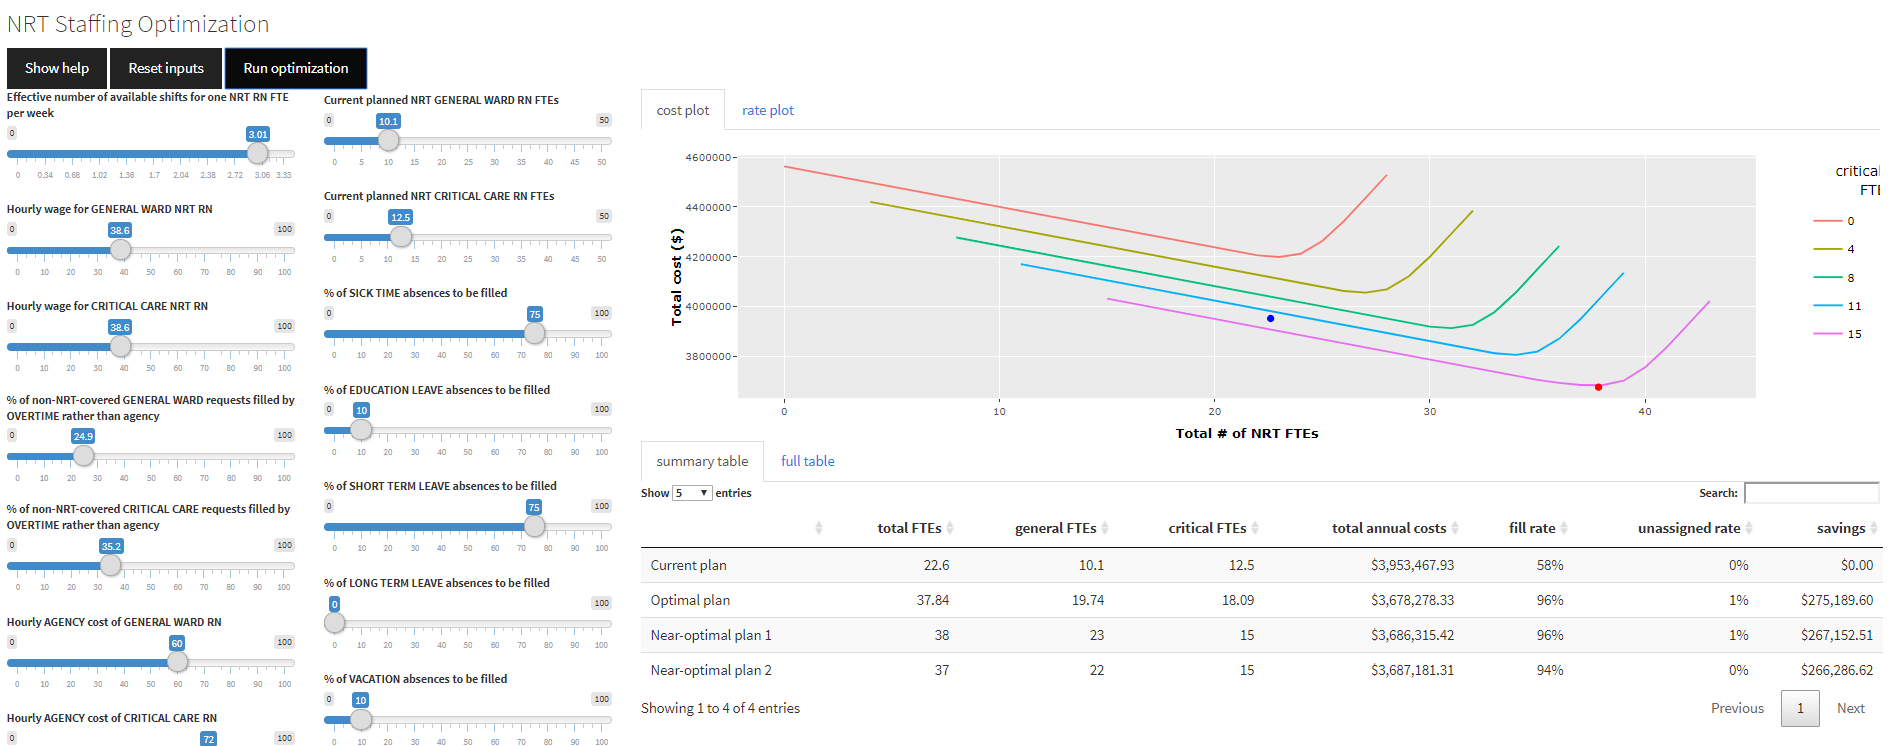 NRT Staffing Optimization
Show help
Reset inputs
Run optimization
Effective number of available shifts for one NRT RN FTE
per week
0
3.01
0 0.34 0.68 1.02 1.36 1.7 2.04 2.38 2.72 3.06 3.33
Hourly wage for GENERAL WARD NRT RN
0 38.6 100
0 10 20 30 40 50 60 70 80 90 100
Hourly wage for CRITICAL CARE NRT RN
0 38.6 100
0 10 20 30 40 50 60 70 80 90 100
% of non-NRT-covered GENERAL WARD requests filled by
OVERTIME rather than agency
0 24.9 100
0 10 20 30 40 50 60 70 80 90 100
% of non-NRT-covered CRITICAL CARE requests filled by
OVERTIME rather than agency
0 35.2 100
0 10 20 30 40 50 60 70 80 90 100
Hourly AGENCY cost of GENERAL WARD RN
0 60 100
0 10 20 30 40 50 60 70 80 90 100
Hourly AGENCY cost of CRITICAL CARE RN
0 72 100
Current planned NRT GENERAL WARD RN FTEs
0 10.1 50
0 5 10 15 20 25 30 35 40 45 50
Current planned NRT CRITICAL CARE RN FTEs
0 12.5 50
0 5 10 15 20 25 30 35 40 45 50
% of SICK TIME absences to be filled
0 75 100
0 10 20 30 40 50 60 70 80 90 100
% of EDUCATION LEAVE absences to be filled
0 10 100
0 10 20 30 40 50 60 70 80 90 100
% of SHORT TERM LEAVE absences to be filled
0 75 100
0 10 20 30 40 50 60 70 80 90 100
% of LONG TERM LEAVE absences to be filled
0 100
0 10 20 30 40 50 60 70 80 90 100
% of VACATION absences to be filled
0 10 100
0 10 20 30 40 50 60 70 80 90 100
cost plot
rate plot
Total cost ($)
4600000
4400000
4200000
4000000
3800000
0 10 20 30 40
Total # of NRT FTEs
critical
FTE
0
4
8
11
15
summary table
full table
Show 5 entries
Search:
total FTEs general FTEs critical FTEs total annual costs fill rate unassigned rate savings
Current plan 22.6 10.1 12.5 $3,953,467.93 58% 0% $0.00
Optimal plan 37.84 19.74 18.09 $3,678,278.33 96% 1% $275,189.60
Near-optimal plan 1 38 23 15 $3,686,315.42 96% 1% $267,152.51
Near-optimal plan 2 37 22 15 $3,687,181.31 94% 0% $266,286.62
Showing 1 to 4 of 4 entries
Previous 1 Next